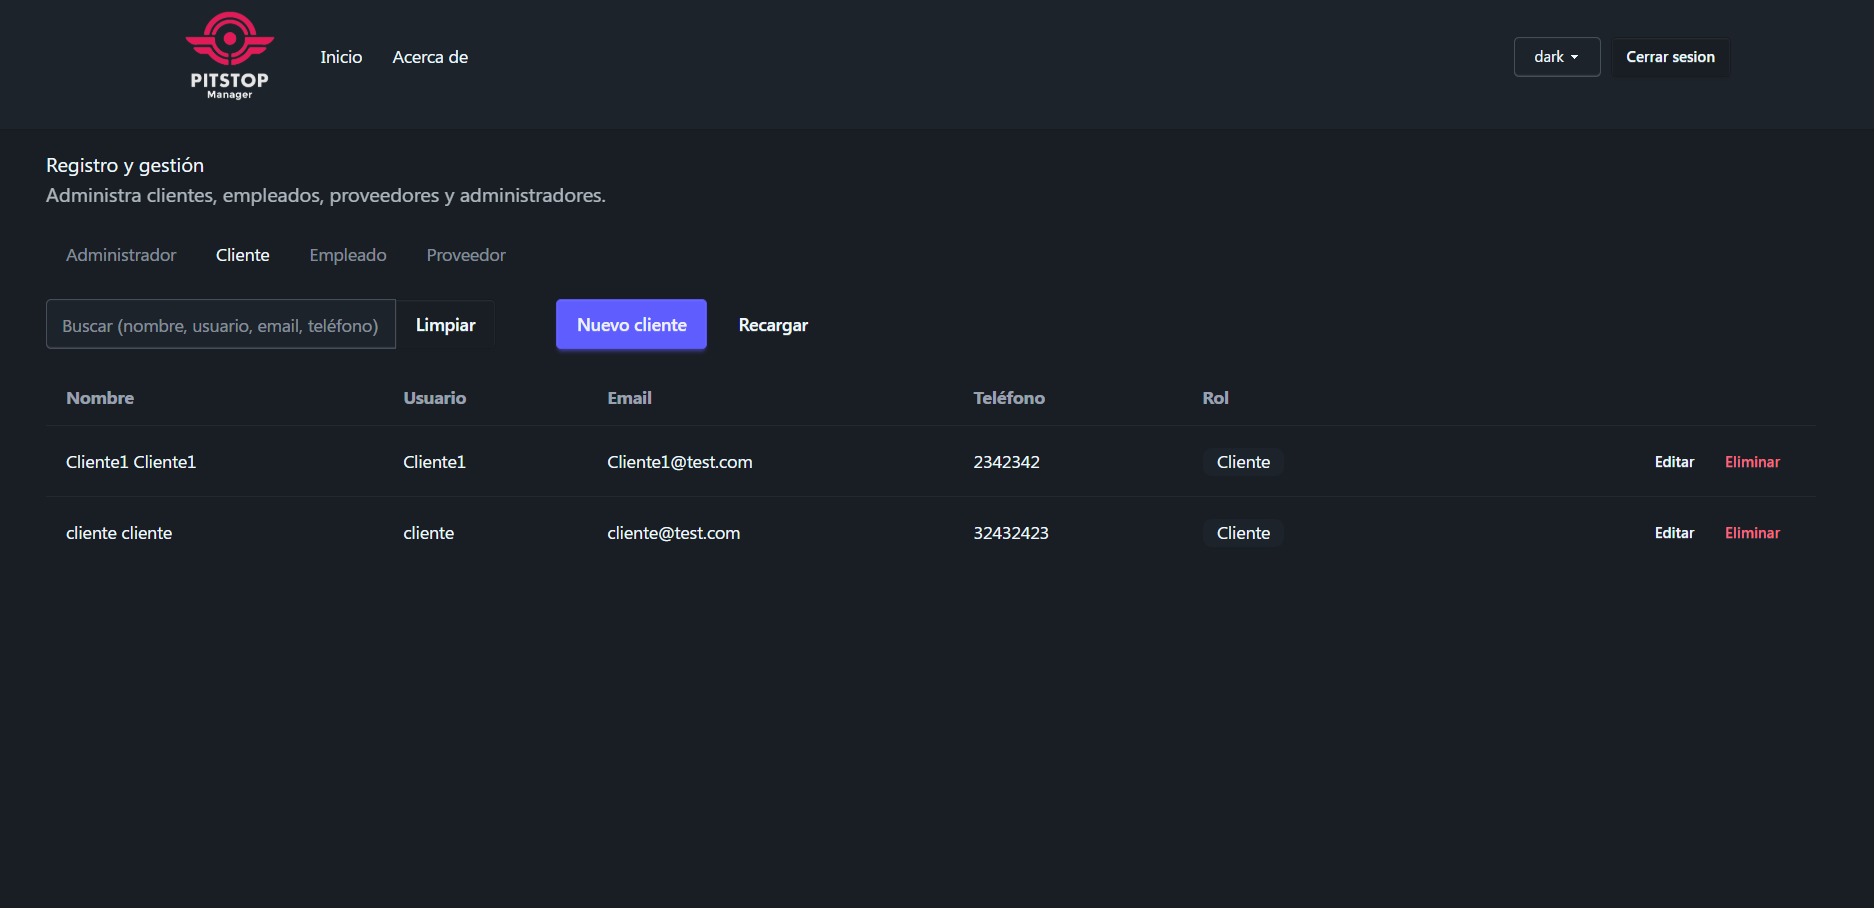 PITSTOP
Manager
Inicio Acerca de
dark Cerrar sesion
Registro y gestión
Administra clientes, empleados, proveedores y administradores.
Administrador Cliente Empleado Proveedor
Buscar (nombre, usuario, email, teléfono) Limpiar Nuevo cliente Recargar
Nombre Usuario Email Teléfono Rol
Cliente1 Cliente1 Cliente1 Cliente1@test.com 2342342 Cliente Editar Eliminar
cliente cliente cliente cliente@test.com 32432423 Cliente Editar Eliminar